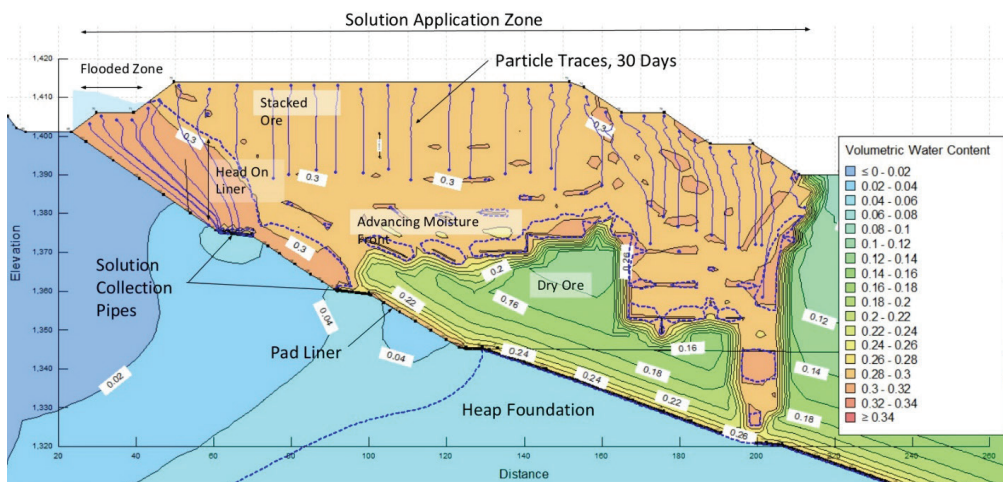 Solution Application Zone
Flooded Zone
Particle Traces, 30 Days
Stacked
Ore
Head On
Liner
Advancing Moisture
Front
Dry Ore
Solution
Collection
Pipes
Pad Liner
Heap Foundation
Elevation
1,420
1,410
1,400
1,390
1,380
1,370
1,360
1,350
1,340
1,330
1,320
20
40
60
80
100
120
140
160
180
200
220
240
260
280
Distance
0.3
0.3
0.3
0.3
0.3
0.3
0.26
0.2
0.22
0.16
0.16
0.12
0.14
0.18
0.18
0.24
0.24
0.22
0.26
0.04
0.04
0.02
Volumetric Water Content
≤ 0 - 0.02
0.02 - 0.04
0.04 - 0.06
0.06 - 0.08
0.08 - 0.1
0.1 - 0.12
0.12 - 0.14
0.14 - 0.16
0.16 - 0.18
0.18 - 0.2
0.2 - 0.22
0.22 - 0.24
0.24 - 0.26
0.26 - 0.28
0.28 - 0.3
0.3 - 0.32
0.32 - 0.34
≥ 0.34